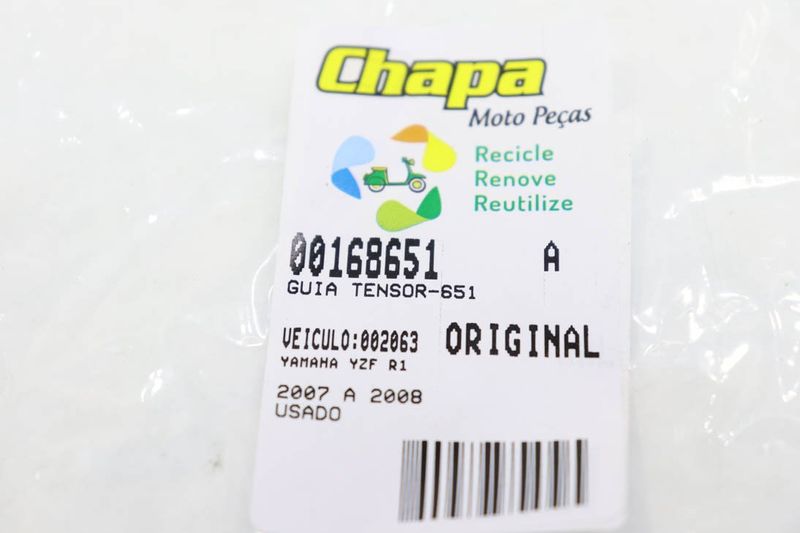 Chapa
Moto Peças
Recicle
Renove
Reutilize
00168651 A
GUIA TENSOR-651
VEICULO:002063 ORIGINAL
YAMAHA YZF R1
2007 A 2008
USADO